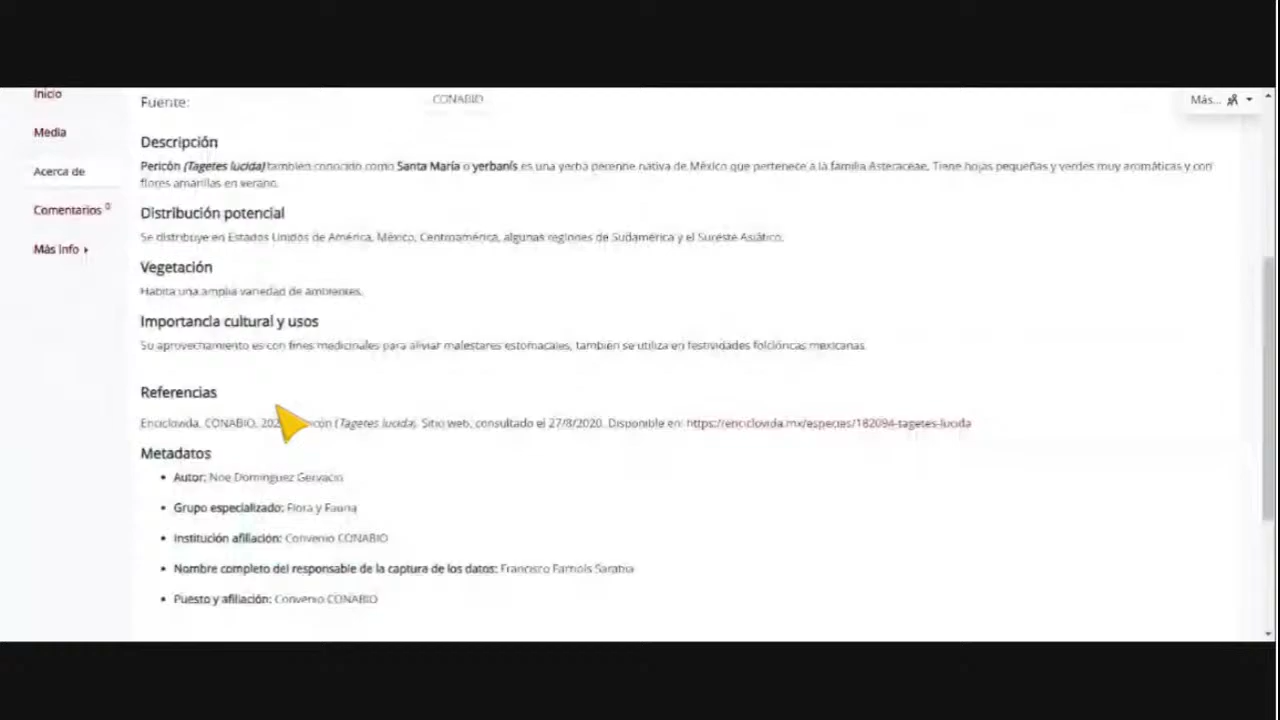 Inicio
Fuente:
CONABIO
Más...
Media
Descripción
Pericón (Tagetes lucida) también conocido como Santa María o yerbanís es una yerba perenne nativa de México que pertenece a la familia Asteraceae. Tiene hojas pequeñas y verdes muy aromáticas y con
flores amarillas en verano.
Acerca de
Comentarios 0
Distribución potencial
Se distribuye en Estados Unidos de América, México, Centroamérica, algunas regiones de Sudamérica y el Sureste Asiático.
Más info
Vegetación
Habita una amplia variedad de ambientes.
Importancia cultural y usos
Su aprovechamiento es con fines medicinales para aliviar malestares estomacales, también se utiliza en festividades folclóricas mexicanas.
Referencias
Enciclovida, CONABIO, (Tagetes lucida). Sitio web, consultado el 27/8/2020. Disponible en: https://enciclovida.mx/especies/182094-tagetes-lucida
Metadatos
Autor: Noe Dominguez Gervacio
Grupo especializado: Flora y Fauna
Institución afiliación: Convenio CONABIO
Nombre completo del responsable de la captura de los datos: Francisco
Puesto y afiliación: Convenio CONABIO